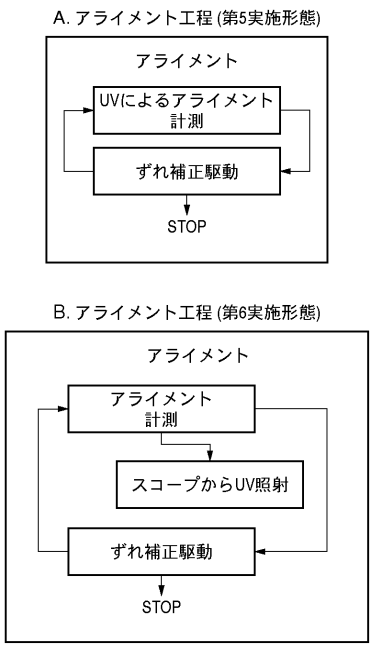 A. アライメント工程 (第5実施形態)
アライメント
UVによるアライメント
計測
ずれ補正駆動
STOP
B. アライメント工程 (第6実施形態)
アライメント
アライメント
計測
スコープからUV照射
ずれ補正駆動
STOP